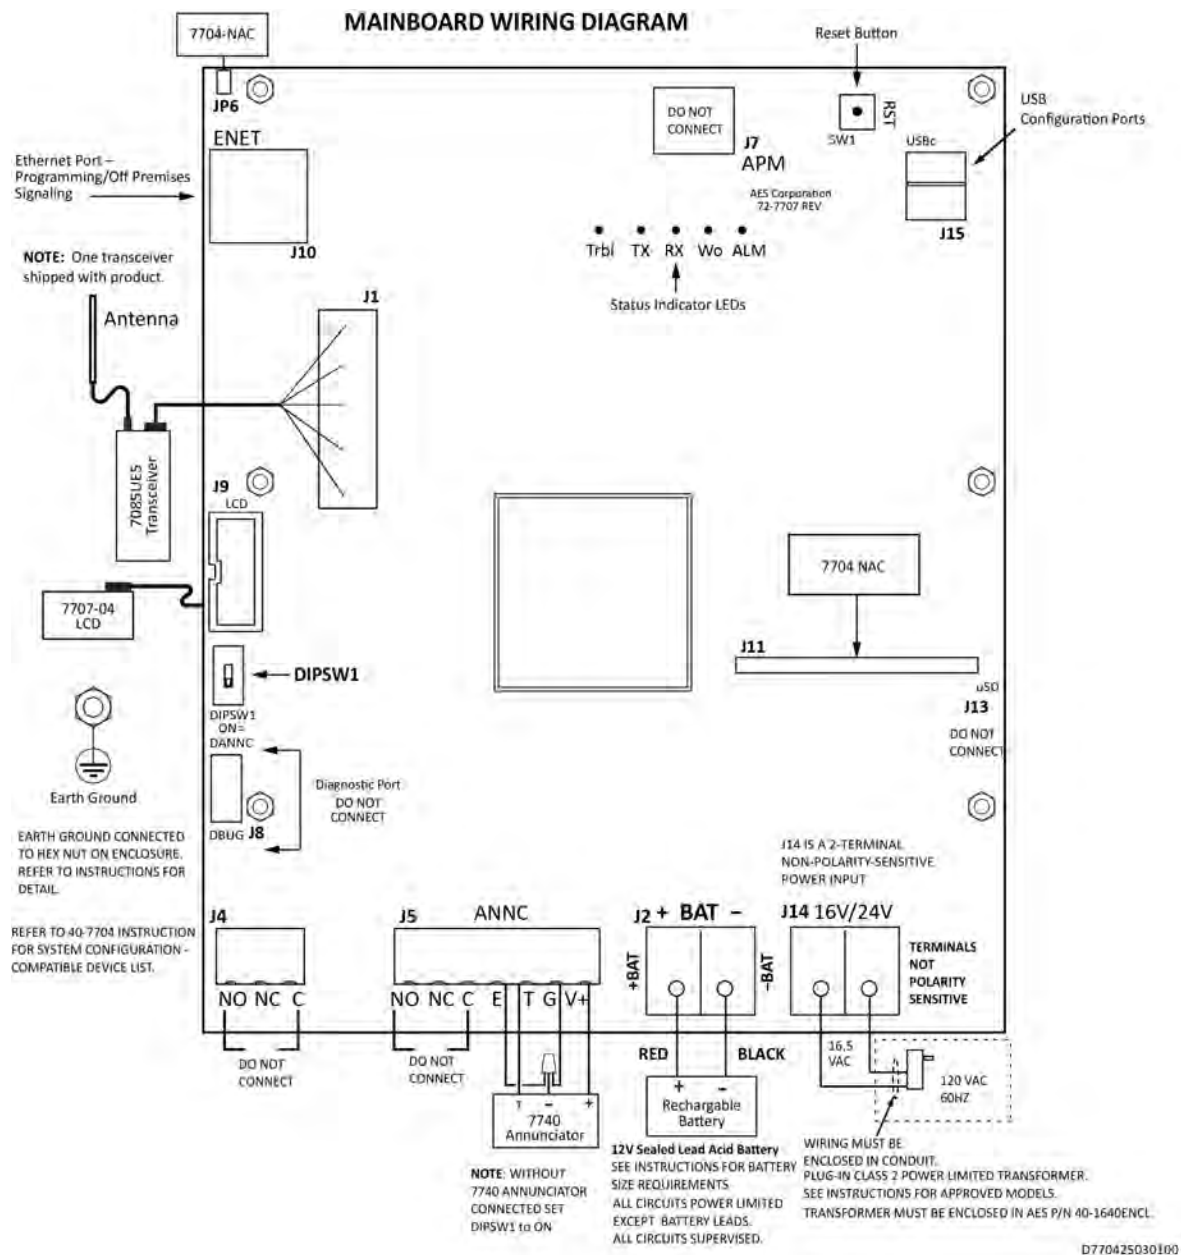 MAINBOARD WIRING DIAGRAM
7704-NAC
Reset Button
JP6
ENET
DO NOT
CONNECT
J7
APM
SW1
RST
USBc
USB
Configuration Ports
Ethernet Port –
Programming/Off Premises
Signaling
J10
AES Corporation
72-7707 REV
J15
Trbl TX RX Wo ALM
Status Indicator LEDs
NOTE: One transceiver
shipped with product.
Antenna
J1
7085UE5
Transceiver
J9
LCD
7704 NAC
7707-04
LCD
J11
DIPSW1
uSD
J13
DO NOT
CONNECT
DIPSW1
ON=
DANNC
Earth Ground
Diagnostic Port
DO NOT
CONNECT
DBUG J8
EARTH GROUND CONNECTED
TO HEX NUT ON ENCLOSURE.
REFER TO INSTRUCTIONS FOR
DETAIL.
J14 IS A 2-TERMINAL
NON-POLARITY-SENSITIVE
POWER INPUT
REFER TO 40-7704 INSTRUCTION
FOR SYSTEM CONFIGURATION -
COMPATIBLE DEVICE LIST.
J4
J5
ANNC
J2 + BAT –
J14 16V/24V
+BAT
–BAT
TERMINALS
NOT
POLARITY
SENSITIVE
NO NC C
NO NC C E T G V+
DO NOT
CONNECT
DO NOT
CONNECT
RED
BLACK
16.5
VAC
120 VAC
60HZ
T – +
7740
Annunciator
+ –
Rechargable
Battery
NOTE: WITHOUT
7740 ANNUNCIATOR
CONNECTED SET
DIPSW1 to ON
12V Sealed Lead Acid Battery
SEE INSTRUCTIONS FOR BATTERY
SIZE REQUIREMENTS
ALL CIRCUITS POWER LIMITED
EXCEPT BATTERY LEADS.
ALL CIRCUITS SUPERVISED.
WIRING MUST BE
ENCLOSED IN CONDUIT.
PLUG-IN CLASS 2 POWER LIMITED TRANSFORMER.
SEE INSTRUCTIONS FOR APPROVED MODELS.
TRANSFORMER MUST BE ENCLOSED IN AES P/N 40-1640ENCL.
D770425030100